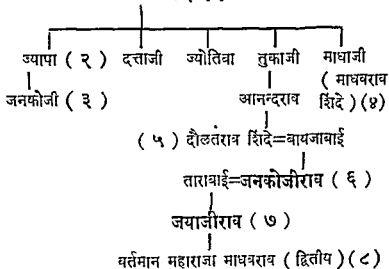 ज्यापा ( २ ) दत्ताजी ज्योतिबा तुकाजी माधाजी
( माधवराव
जनकोजी ( ३ ) आनन्दराव शिंदे ) (४)
( ५ ) दौलतराव शिंदे=बायजाबाई
ताराबाई=जनकोजीराव ( ६ )
जयाजीराव ( ७ )
वर्तमान महाराजा माधवराव ( द्वितीय ) (८)